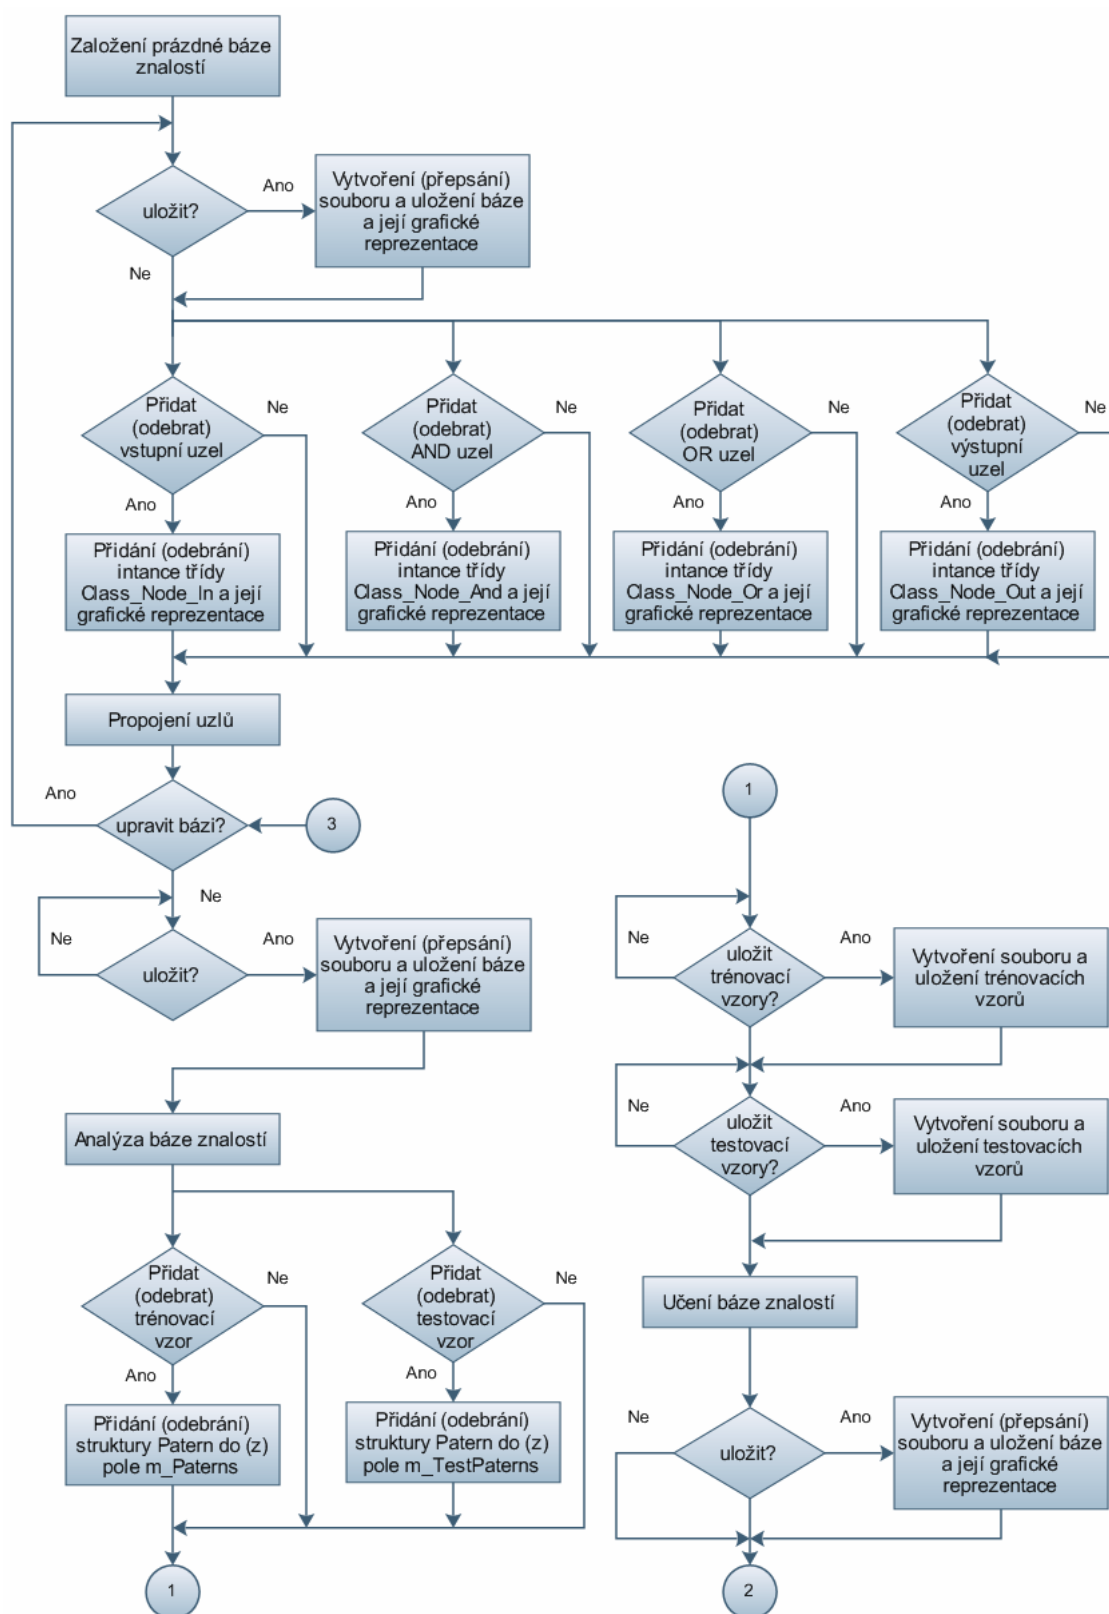 Založení prázdné báze
znalostí
uložit?
Ano
Vytvoření (přepsání)
souboru a uložení báze
a její grafické
reprezentace
Ne
Přidat
(odebrat)
vstupní uzel
Ne
Přidat
(odebrat)
AND uzel
Ne
Přidat
(odebrat)
OR uzel
Ne
Přidat
(odebrat)
výstupní
uzel
Ne
Ano
Ano
Ano
Ano
Přidání (odebrání)
intance třídy
Class_Node_In a její
grafické reprezentace
Přidání (odebrání)
intance třídy
Class_Node_And a její
grafické reprezentace
Přidání (odebrání)
intance třídy
Class_Node_Or a její
grafické reprezentace
Přidání (odebrání)
intance třídy
Class_Node_Out a její
grafické reprezentace
Propojení uzlů
Ano
upravit bázi?
3
Ne
Ne
uložit?
Ano
Vytvoření (přepsání)
souboru a uložení báze
a její grafické
reprezentace
Analýza báze znalostí
Přidat
(odebrat)
trénovací
vzor
Ne
Přidat
(odebrat)
testovací
vzor
Ne
Ano
Ano
Přidání (odebrání)
struktury Patern do (z)
pole m_Paterns
Přidání (odebrání)
struktury Patern do (z)
pole m_TestPaterns
1
1
Ne
uložit
trénovací
vzory?
Ano
Vytvoření souboru a
uložení trénovacích
vzorů
Ne
uložit
testovací
vzory?
Ano
Vytvoření souboru a
uložení testovacích
vzorů
Učení báze znalostí
Ne
uložit?
Ano
Vytvoření (přepsání)
souboru a uložení báze
a její grafické
reprezentace
2